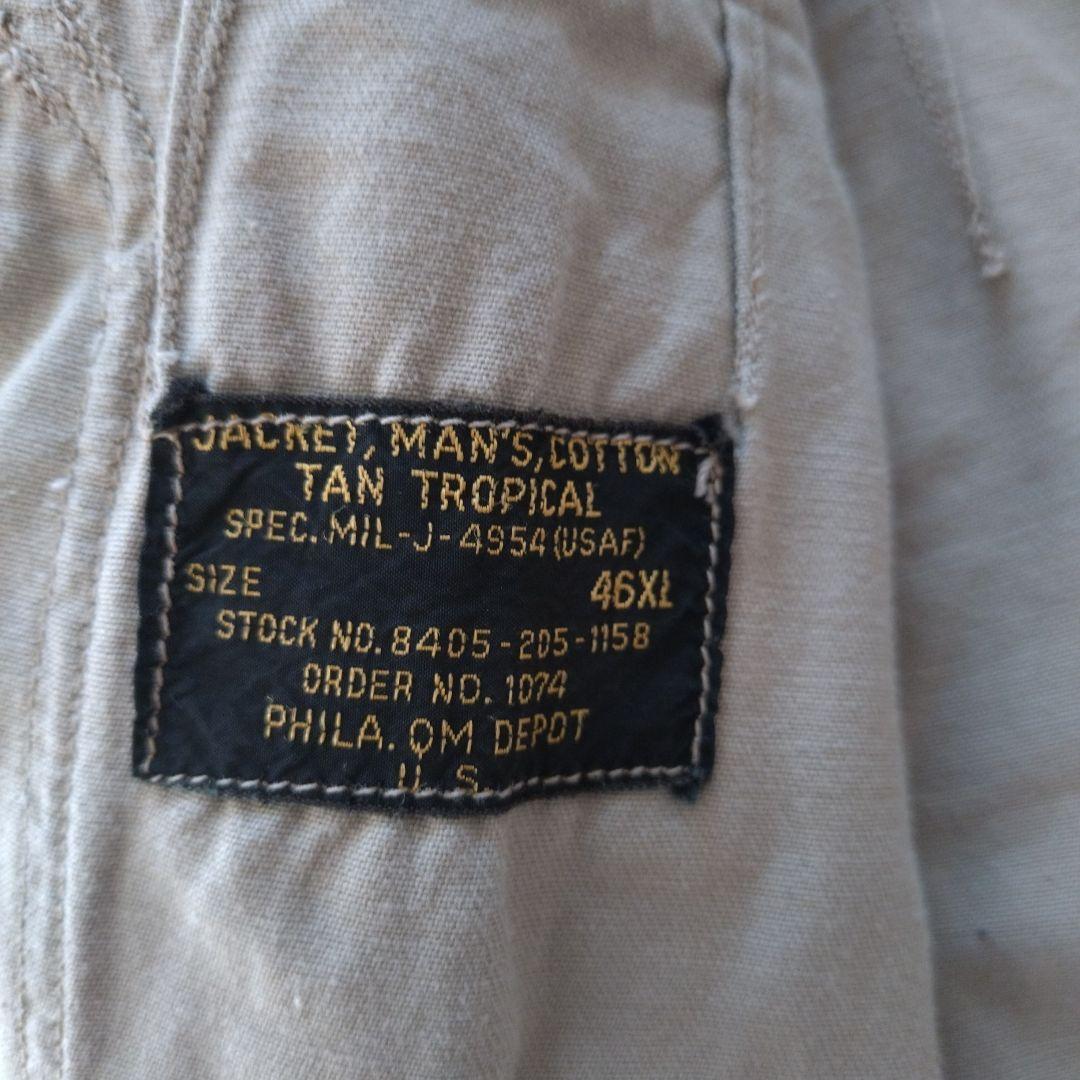 JACKET, MAN'S, COTTON
TAN TROPICAL
SPEC. MIL-J-4954 (USAF)
SIZE 46XL
STOCK NO. 8405-205-1158
ORDER NO. 1074
PHILA. QM DEPOT
U. S.